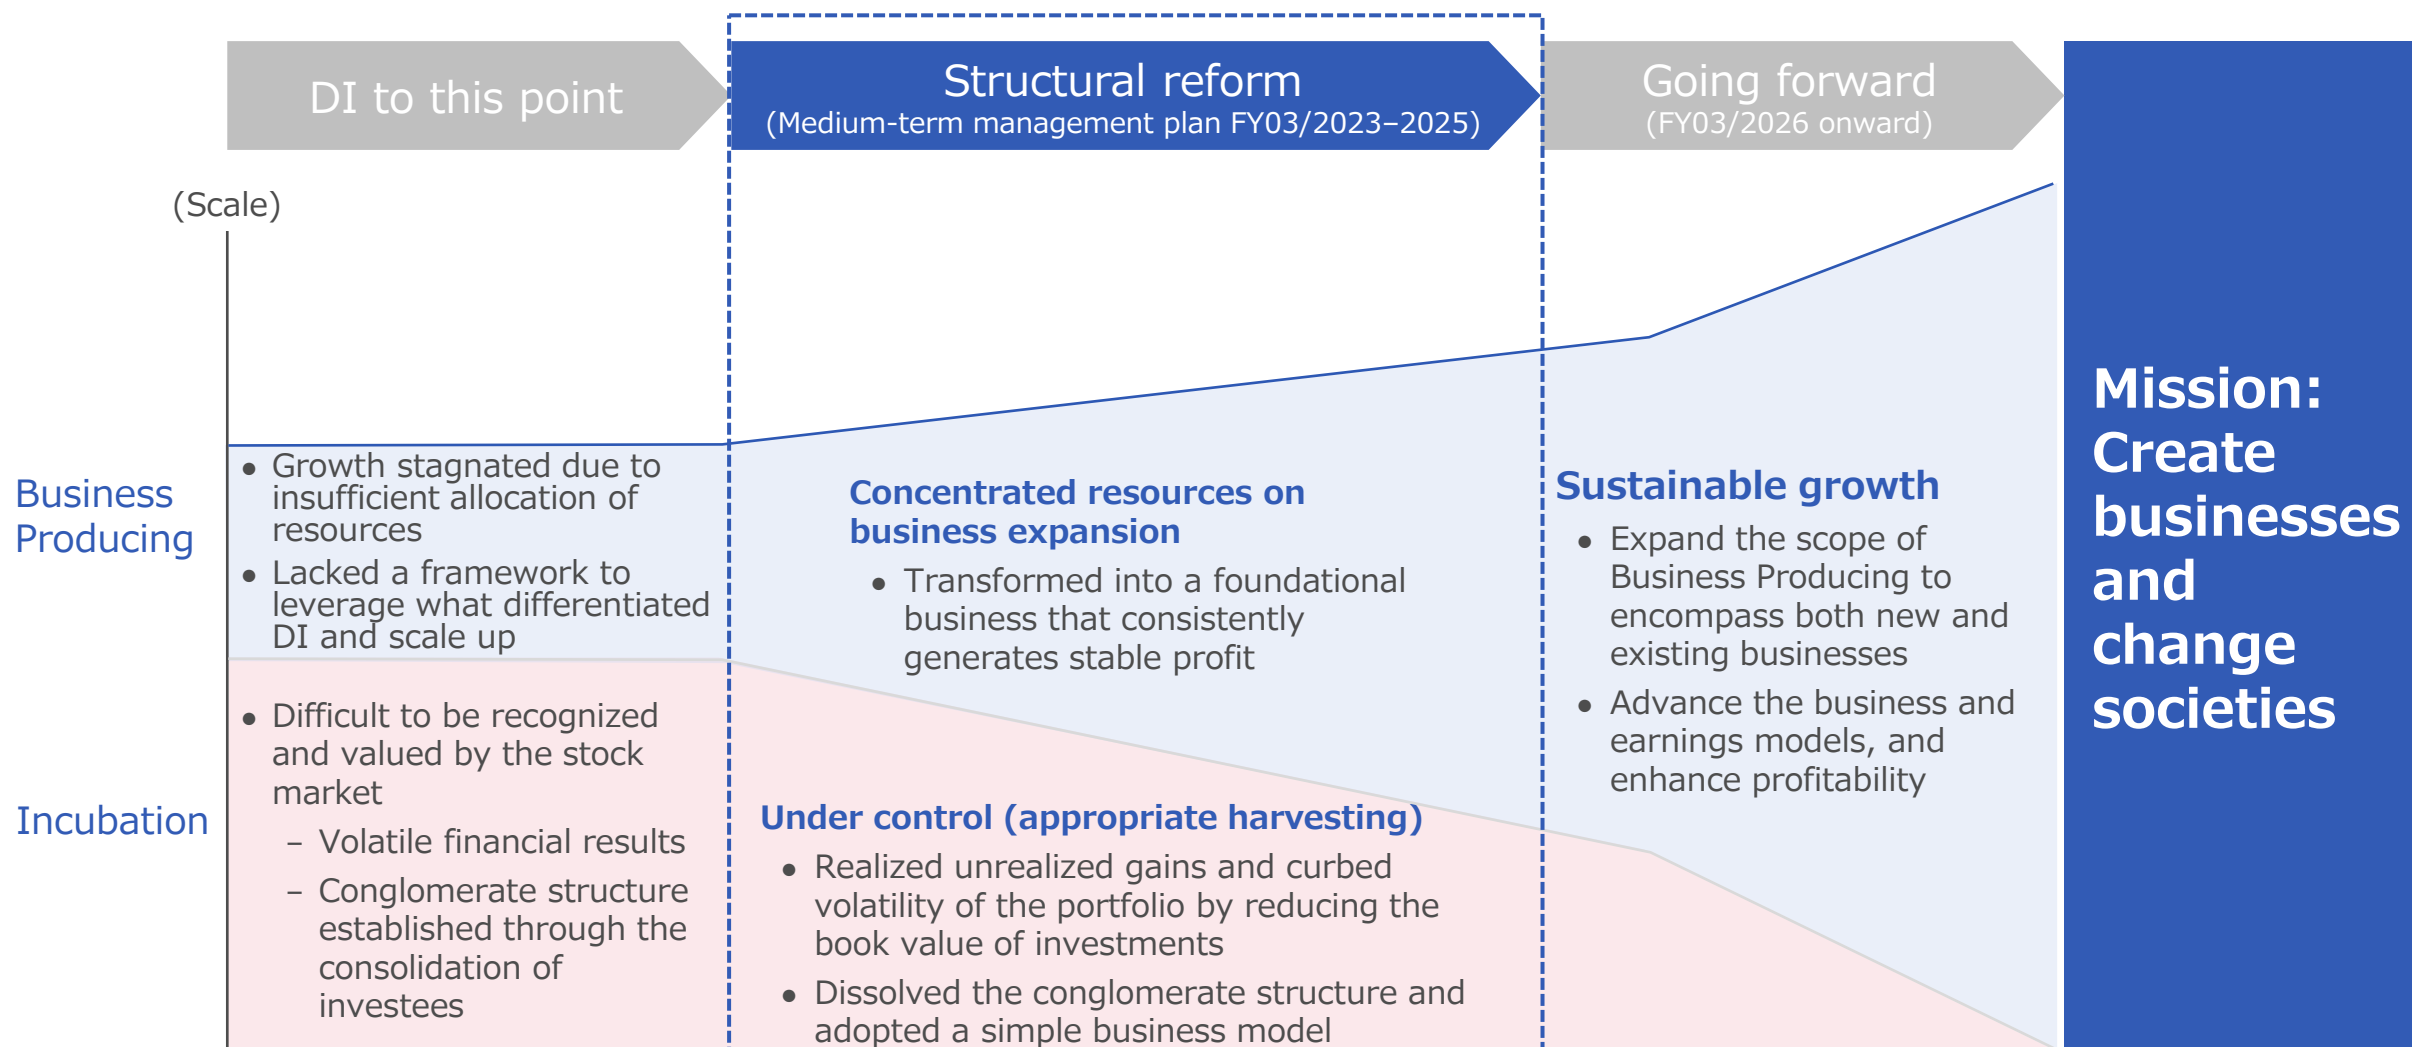 DI to this point
Structural reform
(Medium-term management plan FY03/2023–2025)
Going forward
(FY03/2026 onward)
(Scale)
Business
Producing
● Growth stagnated due to
insufficient allocation of
resources
● Lacked a framework to
leverage what differentiated
DI and scale up
Concentrated resources on
business expansion
● Transformed into a foundational
business that consistently
generates stable profit
Sustainable growth
● Expand the scope of
Business Producing to
encompass both new and
existing businesses
● Advance the business and
earnings models, and
enhance profitability
Incubation
● Difficult to be recognized
and valued by the stock
market
– Volatile financial results
– Conglomerate structure
established through the
consolidation of
investees
Under control (appropriate harvesting)
● Realized unrealized gains and curbed
volatility of the portfolio by reducing the
book value of investments
● Dissolved the conglomerate structure and
adopted a simple business model
Mission:
Create
businesses
and
change
societies